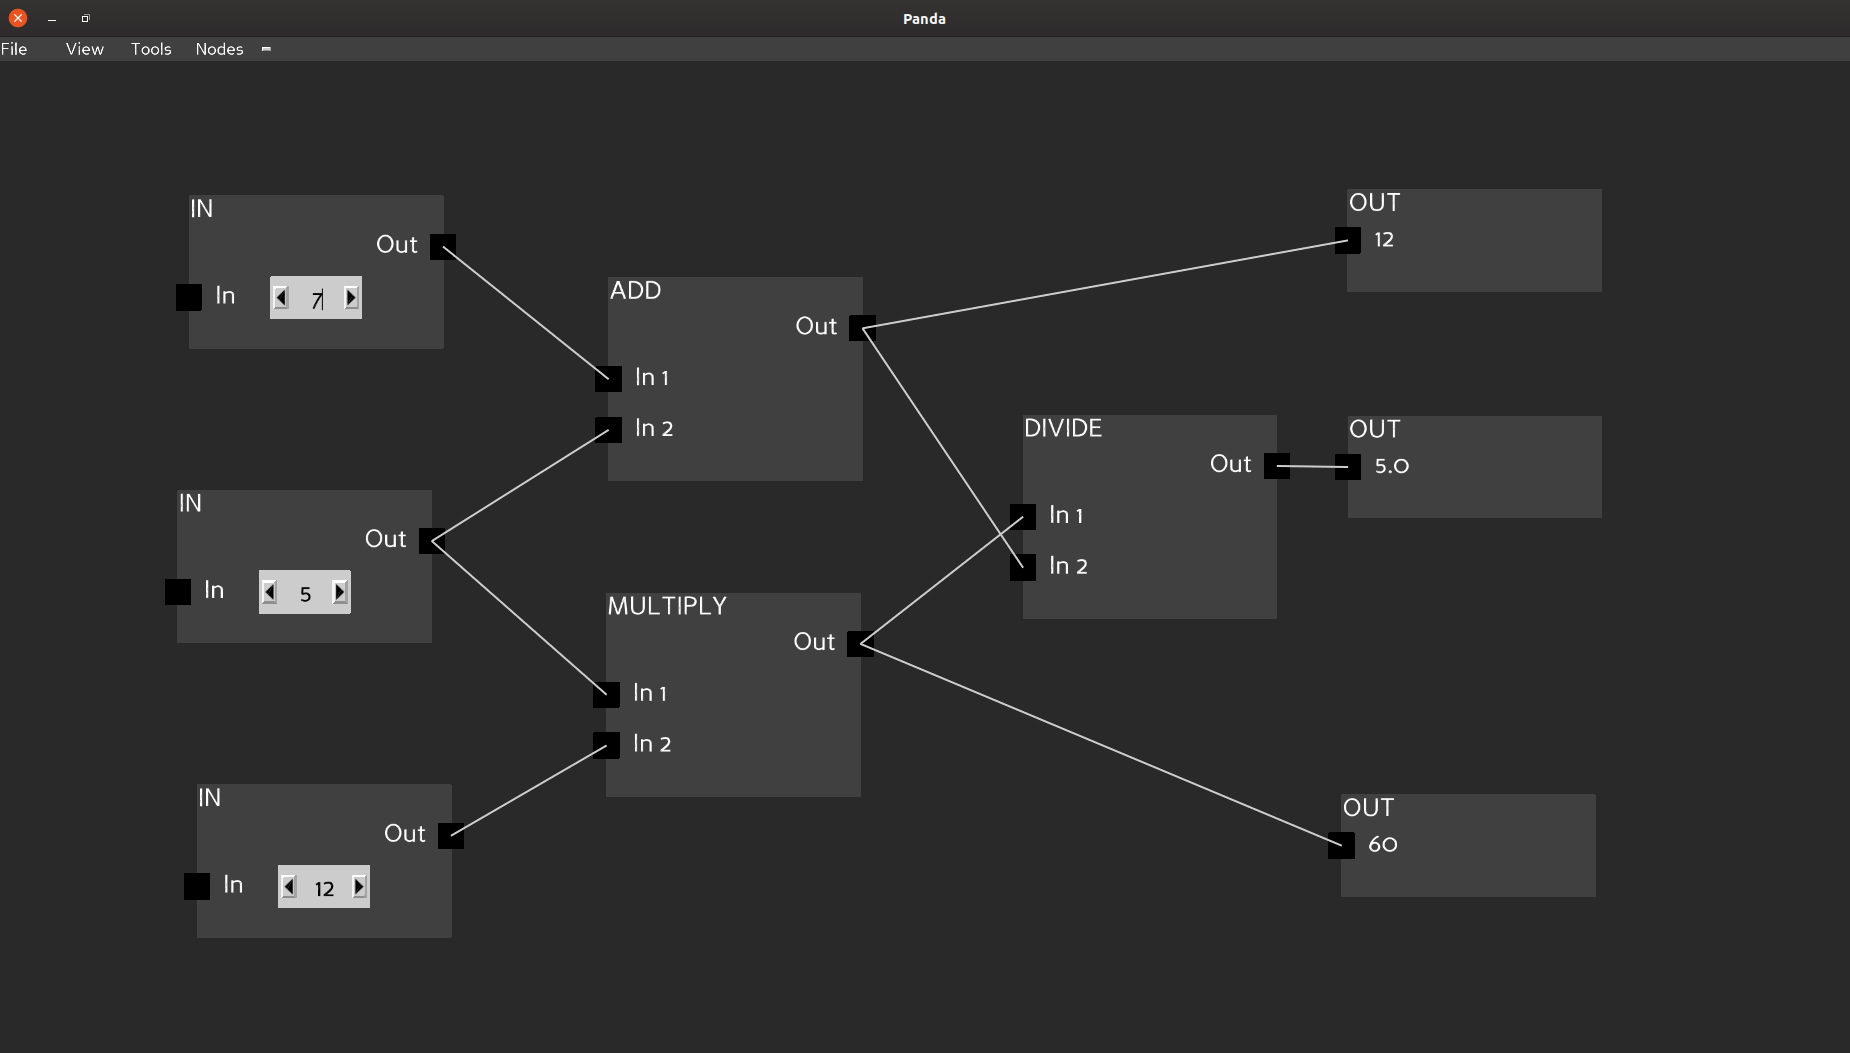 Panda
File View Tools Nodes
IN
Out
In 7
IN
Out
In 5
IN
Out
In 12
ADD
Out
In 1
In 2
MULTIPLY
Out
In 1
In 2
DIVIDE
Out
In 1
In 2
OUT
12
OUT
5.0
OUT
60